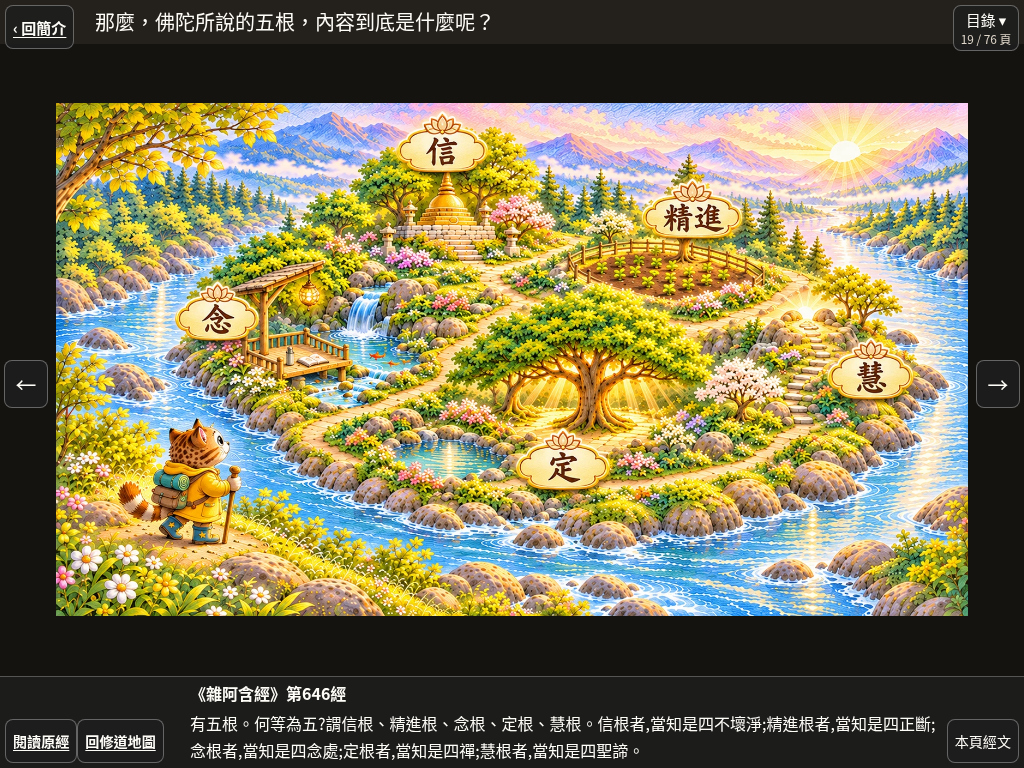 ‹ 回簡介
那麼，佛陀所說的五根，內容到底是什麼呢？
目錄 ▾
19 / 76 頁
信
精進
念
慧
定
←
→
《雜阿含經》第646經
有五根。何等為五?謂信根、精進根、念根、定根、慧根。信根者,當知是四不壞淨;精進根者,當知是四正斷;
念根者,當知是四念處;定根者,當知是四禪;慧根者,當知是四聖諦。
閱讀原經
回修道地圖
本頁經文